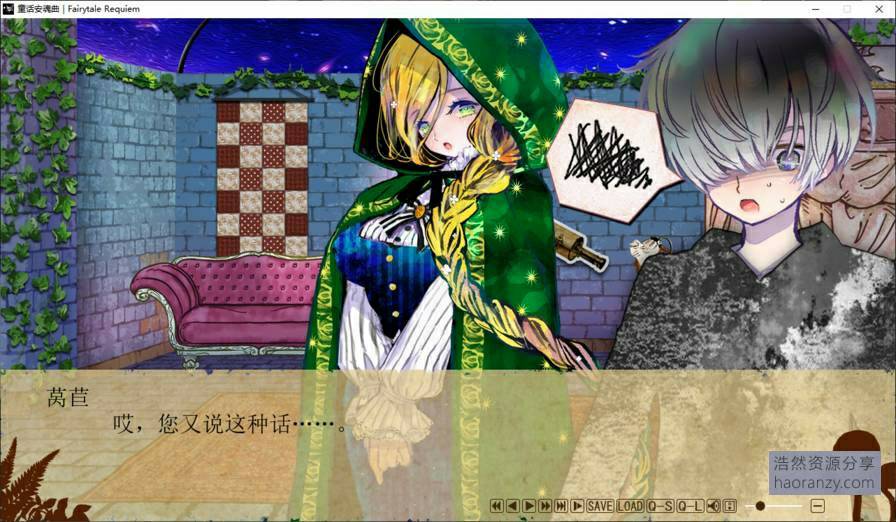 童话安魂曲 | Fairytale Requiem
莴苣
哎，您又说这种话……。
浩然资源分享
haoranzy.com
SAVE LOAD Q-S Q-L